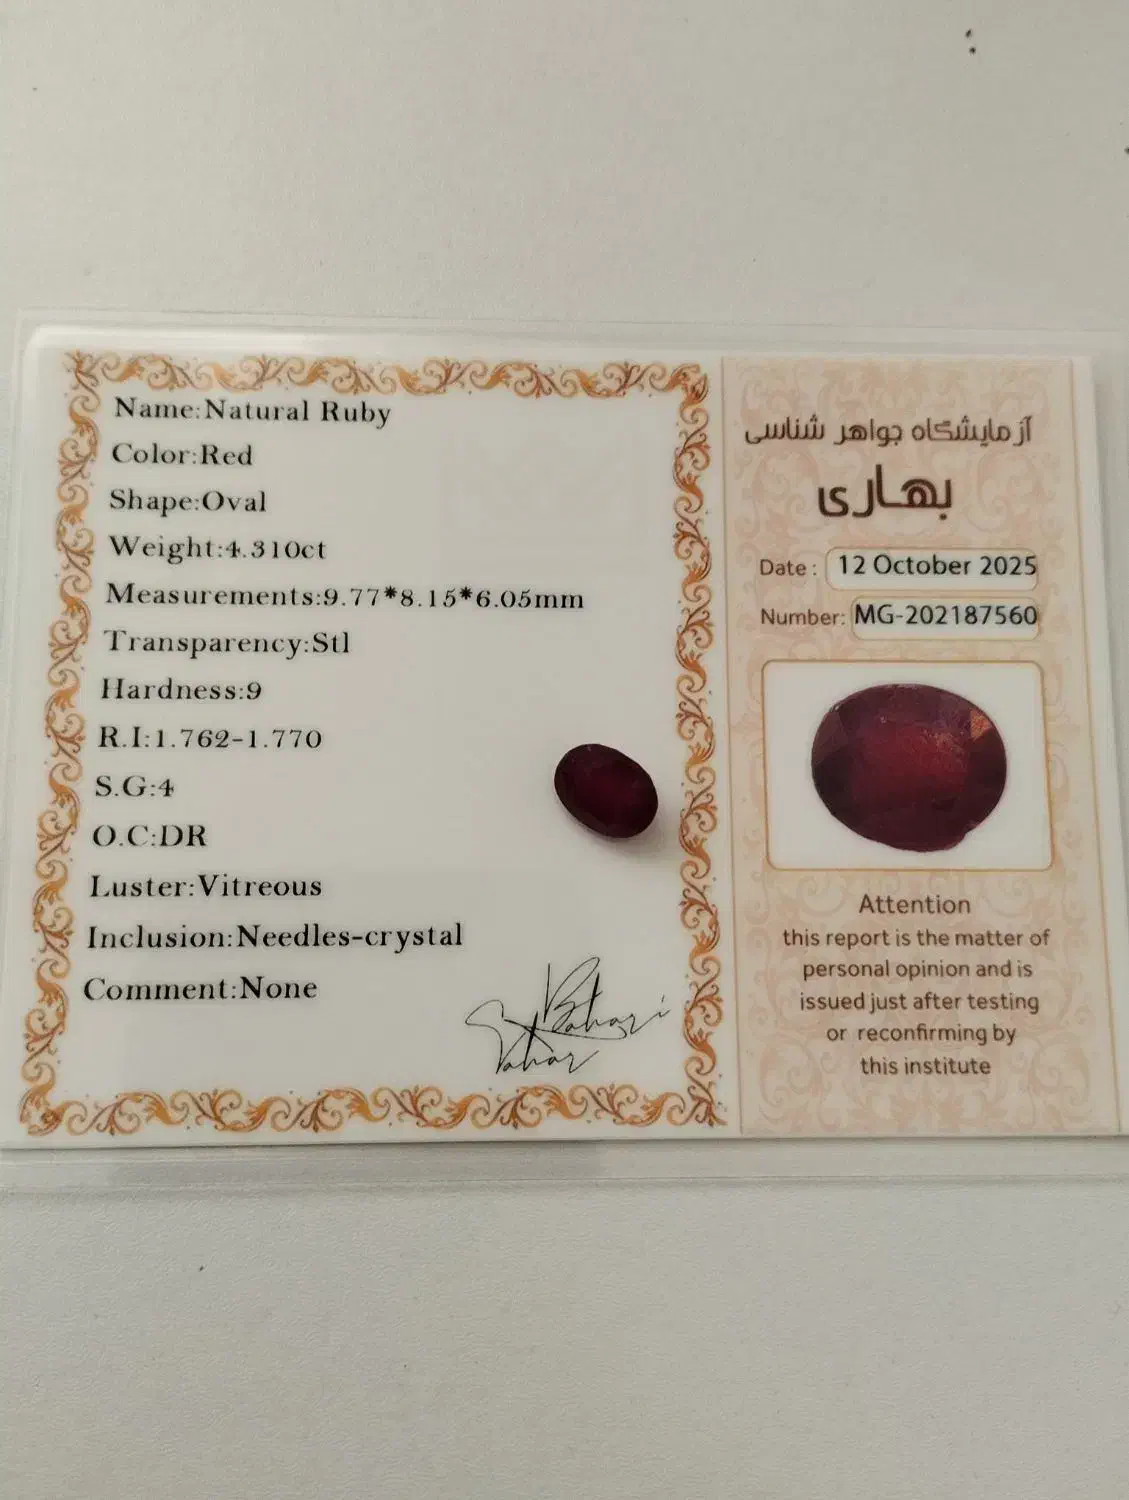 Name:Natural Ruby
Color:Red
Shape:Oval
Weight:4.310ct
Measurements:9.77*8.15*6.05mm
Transparency:Stl
Hardness:9
R.I:1.762-1.770
S.G:4
O.C:DR
Luster:Vitreous
Inclusion:Needles-crystal
Comment:None
Bahari
Sahar
آزمایشگاه جواهر شناسی
بهاری
Date : 12 October 2025
Number: MG-202187560
Attention
this report is the matter of
personal opinion and is
issued just after testing
or reconfirming by
this institute